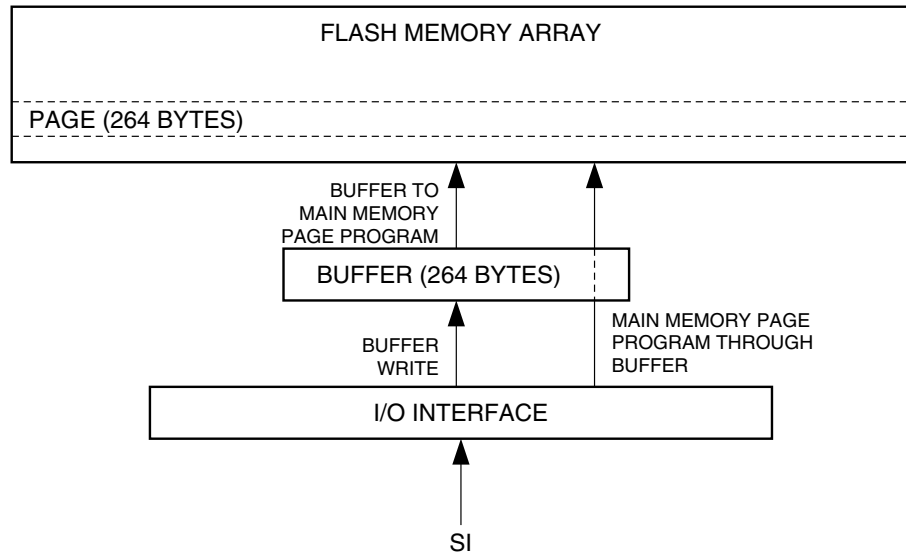 FLASH MEMORY ARRAY
PAGE (264 BYTES)
BUFFER TO
MAIN MEMORY
PAGE PROGRAM
BUFFER (264 BYTES)
BUFFER
WRITE
MAIN MEMORY PAGE
PROGRAM THROUGH
BUFFER
I/O INTERFACE
SI